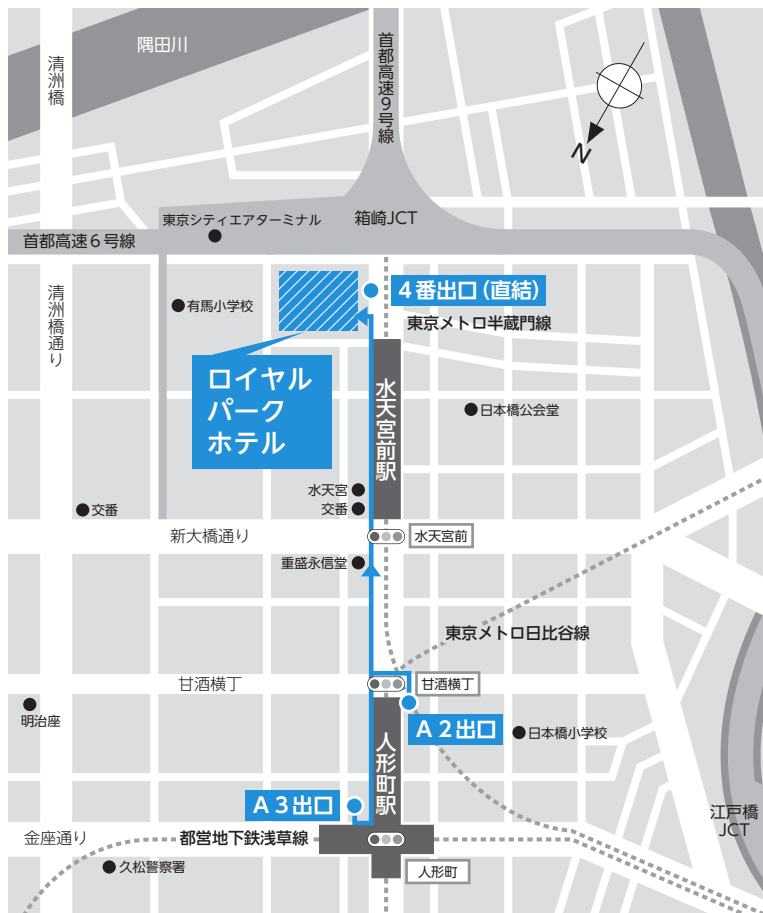 隅田川
清洲橋
首都高速9号線
N
東京シティエアターミナル
箱崎JCT
首都高速6号線
清洲橋通り
有馬小学校
4番出口(直結)
東京メトロ半蔵門線
ロイヤル
パーク
ホテル
水天宮前駅
日本橋公会堂
水天宮
交番
交番
新大橋通り
水天宮前
重盛永信堂
東京メトロ日比谷線
甘酒横丁
甘酒横丁
明治座
A2出口
日本橋小学校
人形町駅
A3出口
江戸橋
JCT
金座通り
都営地下鉄浅草線
久松警察署
人形町